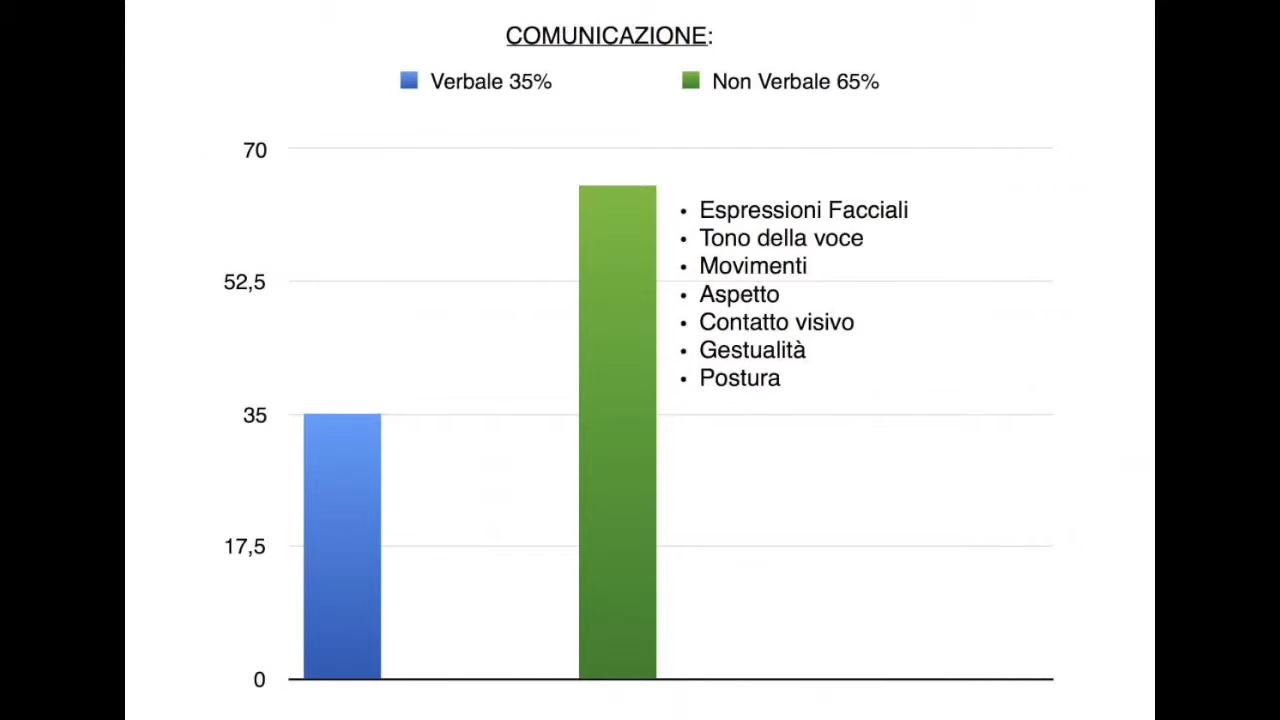 COMUNICAZIONE:
Verbale 35%
Non Verbale 65%
70
52,5
35
17,5
0
• Espressioni Facciali
• Tono della voce
• Movimenti
• Aspetto
• Contatto visivo
• Gestualità
• Postura